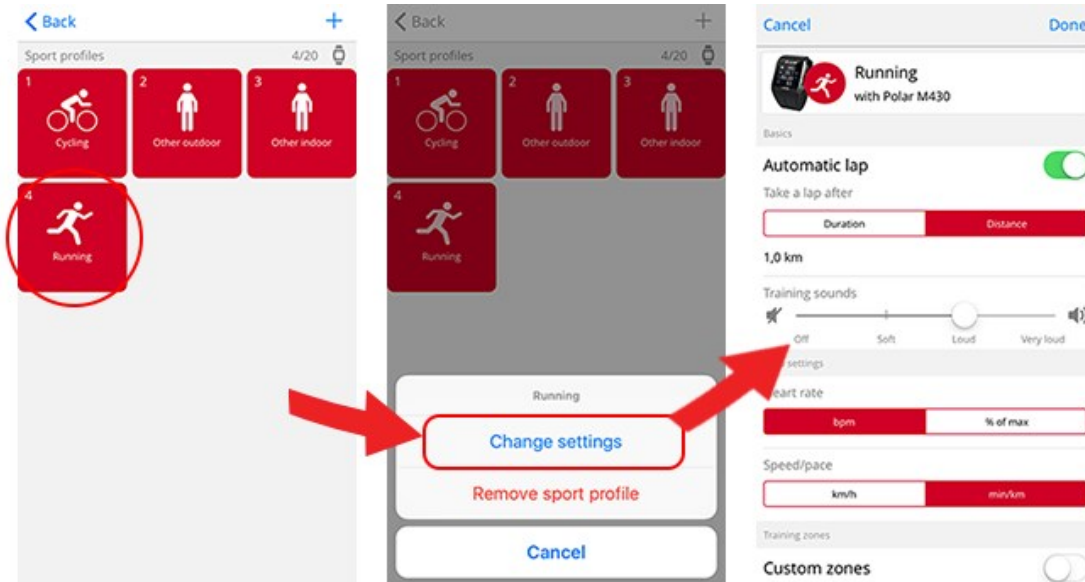 Back
+
Sport profiles 4/20
1
Cycling
2
Other outdoor
3
Other indoor
4
Running
Back
+
Sport profiles 4/20
1
Cycling
2
Other outdoor
3
Other indoor
4
Running
Running
Change settings
Remove sport profile
Cancel
Cancel Done
Running
with Polar M430
Basics
Automatic lap
Take a lap after
Duration Distance
1,0 km
Training sounds
Off Soft Loud Very loud
settings
eart rate
bpm % of max
Speed/pace
km/h min/km
Training zones
Custom zones